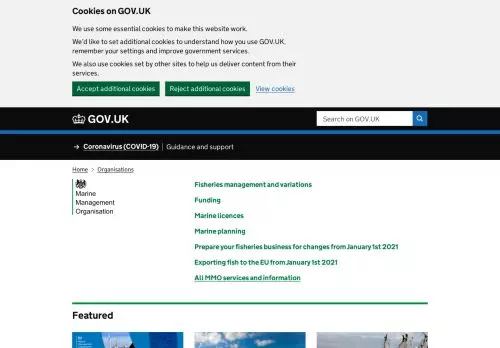 Cookies on GOV.UK
We use some essential cookies to make this website work.
We'd like to set additional cookies to understand how you use GOV.UK,
remember your settings and improve government services.
We also use cookies set by other sites to help us deliver content from their
services.
Accept additional cookies Reject additional cookies View cookies
GOV.UK Search on GOV.UK
→ Coronavirus (COVID-19) Guidance and support
Home > Organisations
Marine
Management
Organisation
Fisheries management and variations
Funding
Marine licences
Marine planning
Prepare your fisheries business for changes from January 1st 2021
Exporting fish to the EU from January 1st 2021
All MMO services and information
Featured